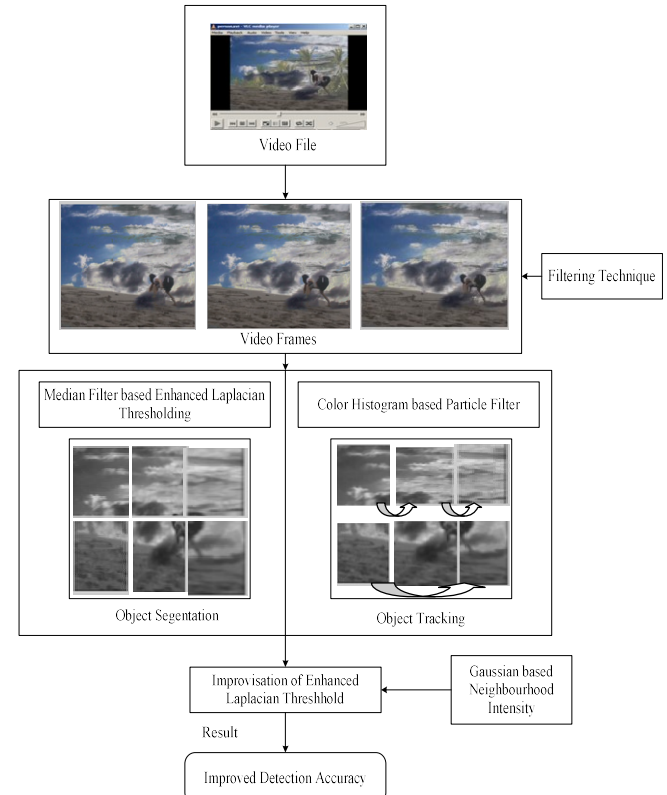 Video File
Video Frames
Filtering Technique
Median Filter based Enhanced Laplacian
Thresholding
Color Histogram based Particle Filter
Object Segentation
Object Tracking
Improvisation of Enhanced
Laplacian Threshhold
Gaussian based
Neighbourhood
Intensity
Result
Improved Detection Accuracy